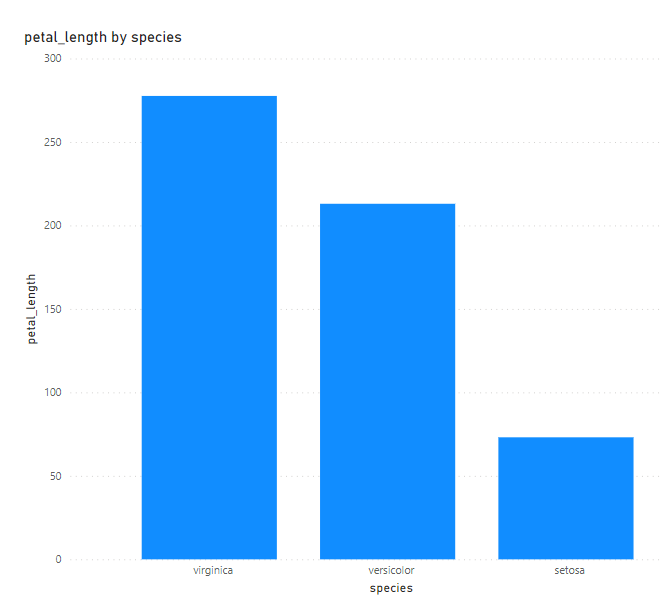 petal_length by species
300
250
200
150
100
50
0
petal_length
virginica versicolor setosa
species